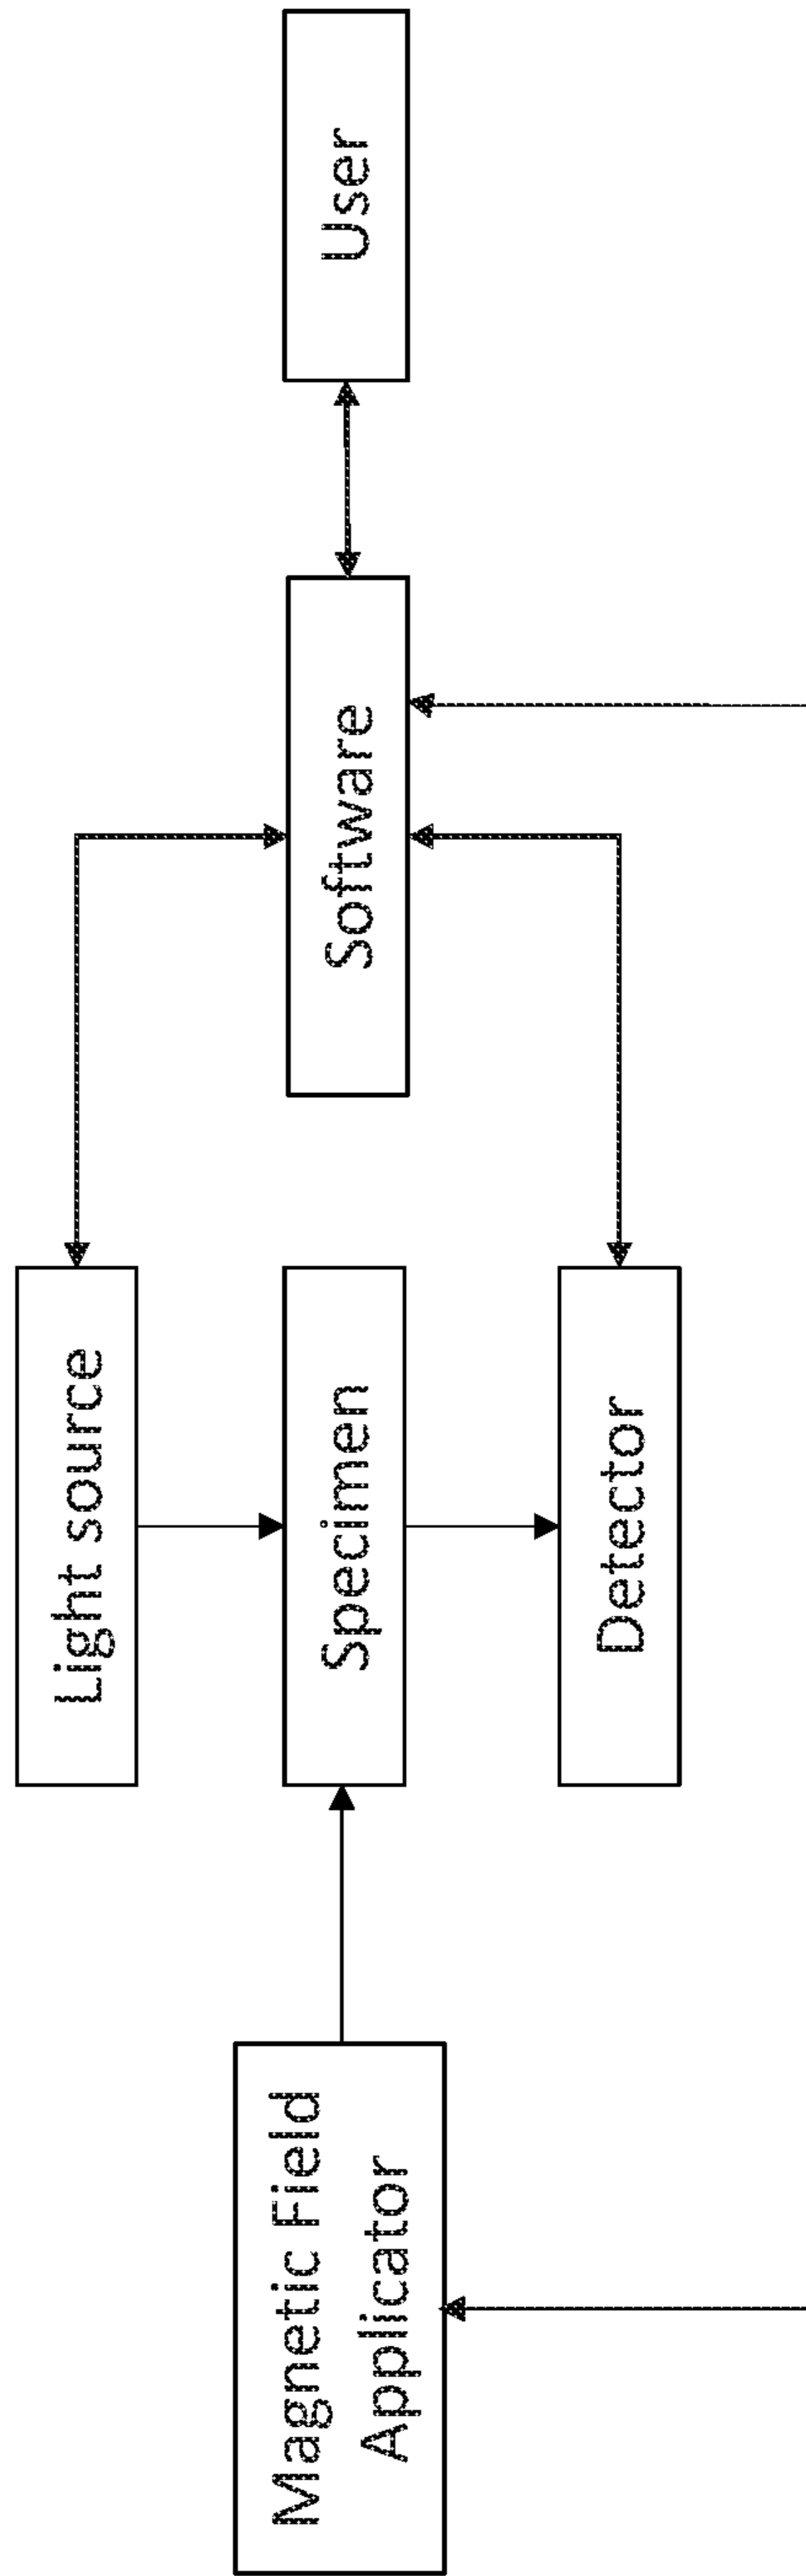 Light source
Magnetic Field
Applicator
Specimen
Software
User
Detector